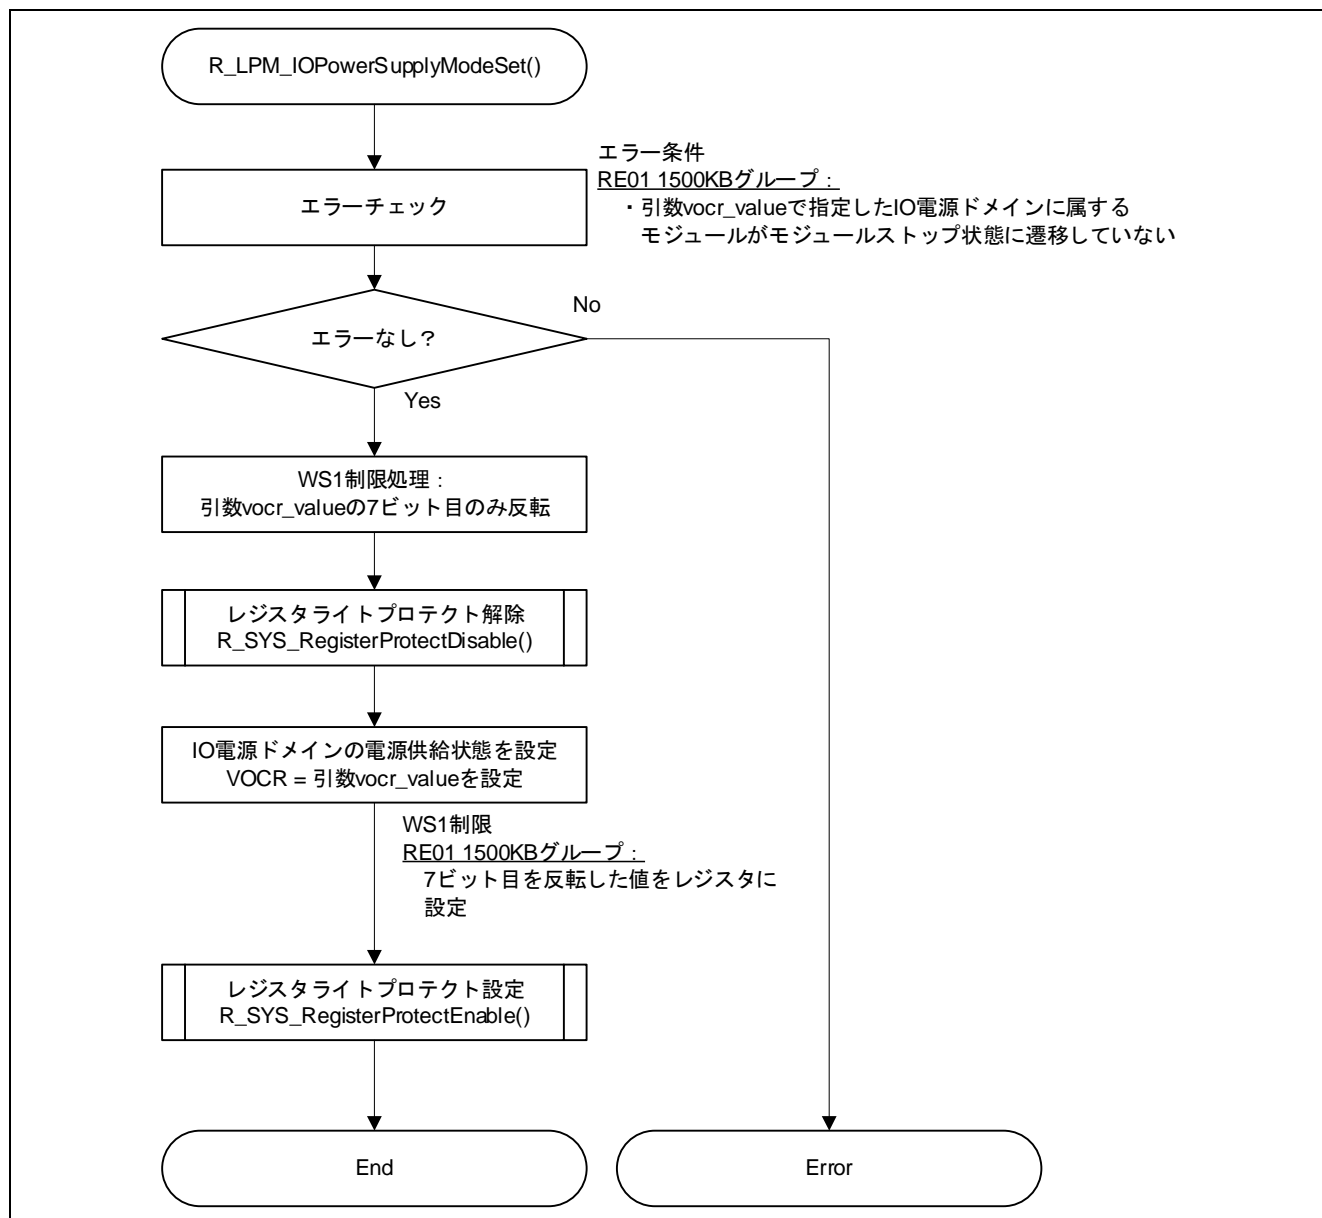 R_LPM_IOPowerSupplyModeSet()
エラーチェック
エラー条件
RE01 1500KBグループ：
・引数vocr_valueで指定したIO電源ドメインに属する
モジュールがモジュールストップ状態に遷移していない
エラーなし？
No
Yes
WS1制限処理：
引数vocr_valueの7ビット目のみ反転
レジスタライトプロテクト解除
R_SYS_RegisterProtectDisable()
IO電源ドメインの電源供給状態を設定
VOCR = 引数vocr_valueを設定
WS1制限
RE01 1500KBグループ：
7ビット目を反転した値をレジスタに
設定
レジスタライトプロテクト設定
R_SYS_RegisterProtectEnable()
End
Error